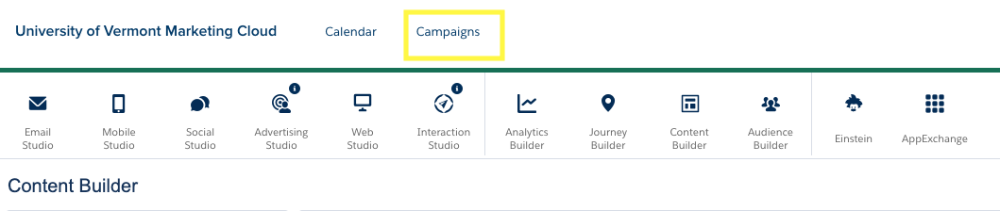 University of Vermont Marketing Cloud Calendar Campaigns
Email Studio
Mobile Studio
Social Studio
Advertising Studio
Web Studio
Interaction Studio
Analytics Builder
Journey Builder
Content Builder
Audience Builder
Einstein
AppExchange
Content Builder